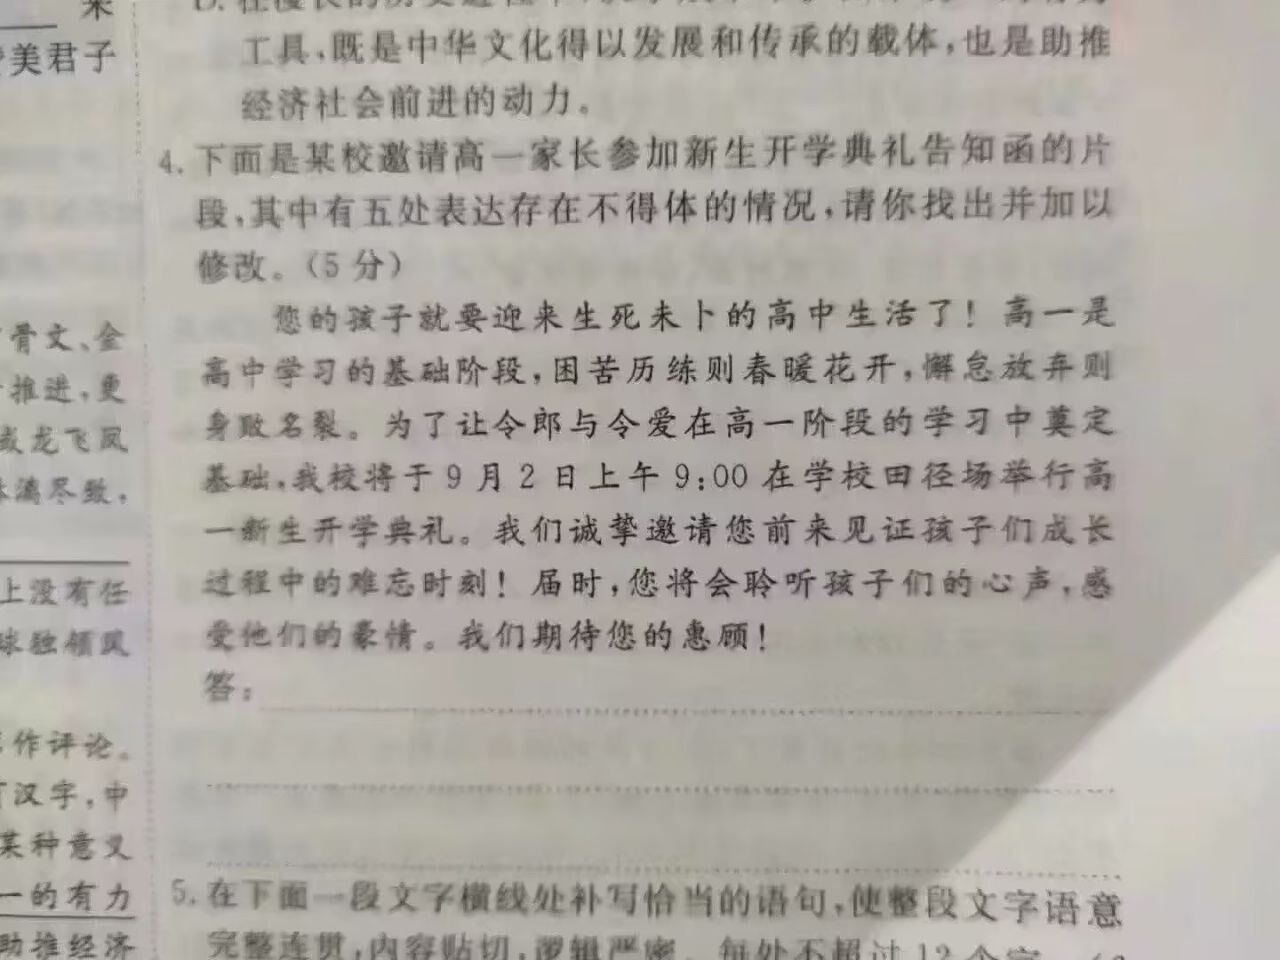 美君子
工具,既是中华文化得以发展和传承的载体,也是助推
经济社会前进的动力。
4.下面是某校邀请高一家长参加新生开学典礼告知函的片
段,其中有五处表达存在不得体的情况,请你找出并加以
修改。(5分)
您的孩子就要迎来生死未卜的高中生活了!高一是
高中学习的基础阶段,困苦历练则春暖花开,懈怠放弃则
身败名裂。为了让令郎与令爱在高一阶段的学习中奠定
基础,我校将于9月2日上午9:00在学校田径场举行高
一新生开学典礼。我们诚挚邀请您前来见证孩子们成长
过程中的难忘时刻!届时,您将会聆听孩子们的心声,感
受他们的豪情。我们期待您的惠顾!
答:
5.在下面一段文字横线处补写恰当的语句,使整段文字语意
完整连贯,内容贴切,逻辑严密。每处不超过12个字。
骨文、金
推进,更
或龙飞凤
漓尽致,
上没有任
球独领风
作评论。
汉字,中
某种意义
一的有力
助推经济